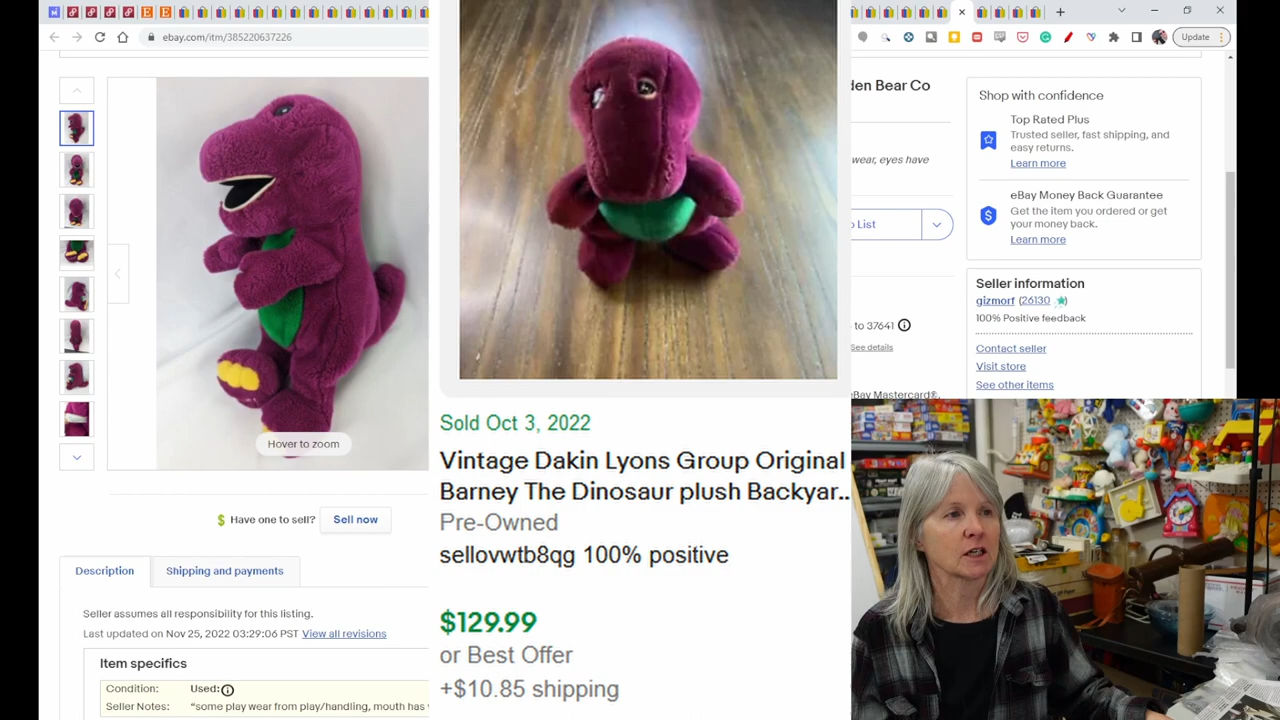 ebay.com/itm/385220637226
Update
Hover to zoom
Have one to sell?
Sell now
Description
Shipping and payments
Seller assumes all responsibility for this listing.
Last updated on Nov 25, 2022 03:29:06 PST View all revisions
Item specifics
Condition:
Used:
Seller Notes:
"some play wear from play/handling, mouth has
Sold Oct 3, 2022
Vintage Dakin Lyons Group Original
Barney The Dinosaur plush Backyar...
Pre-Owned
sellovwtb8qg 100% positive
$129.99
or Best Offer
+$10.85 shipping
den Bear Co
wear, eyes have
List
to 37641
See details
Bay Mastercard®,
Shop with confidence
Top Rated Plus
Trusted seller, fast shipping, and
easy returns.
Learn more
eBay Money Back Guarantee
Get the item you ordered or get
your money back.
Learn more
Seller information
gizmorf (26130)
100% Positive feedback
Contact seller
Visit store
See other items